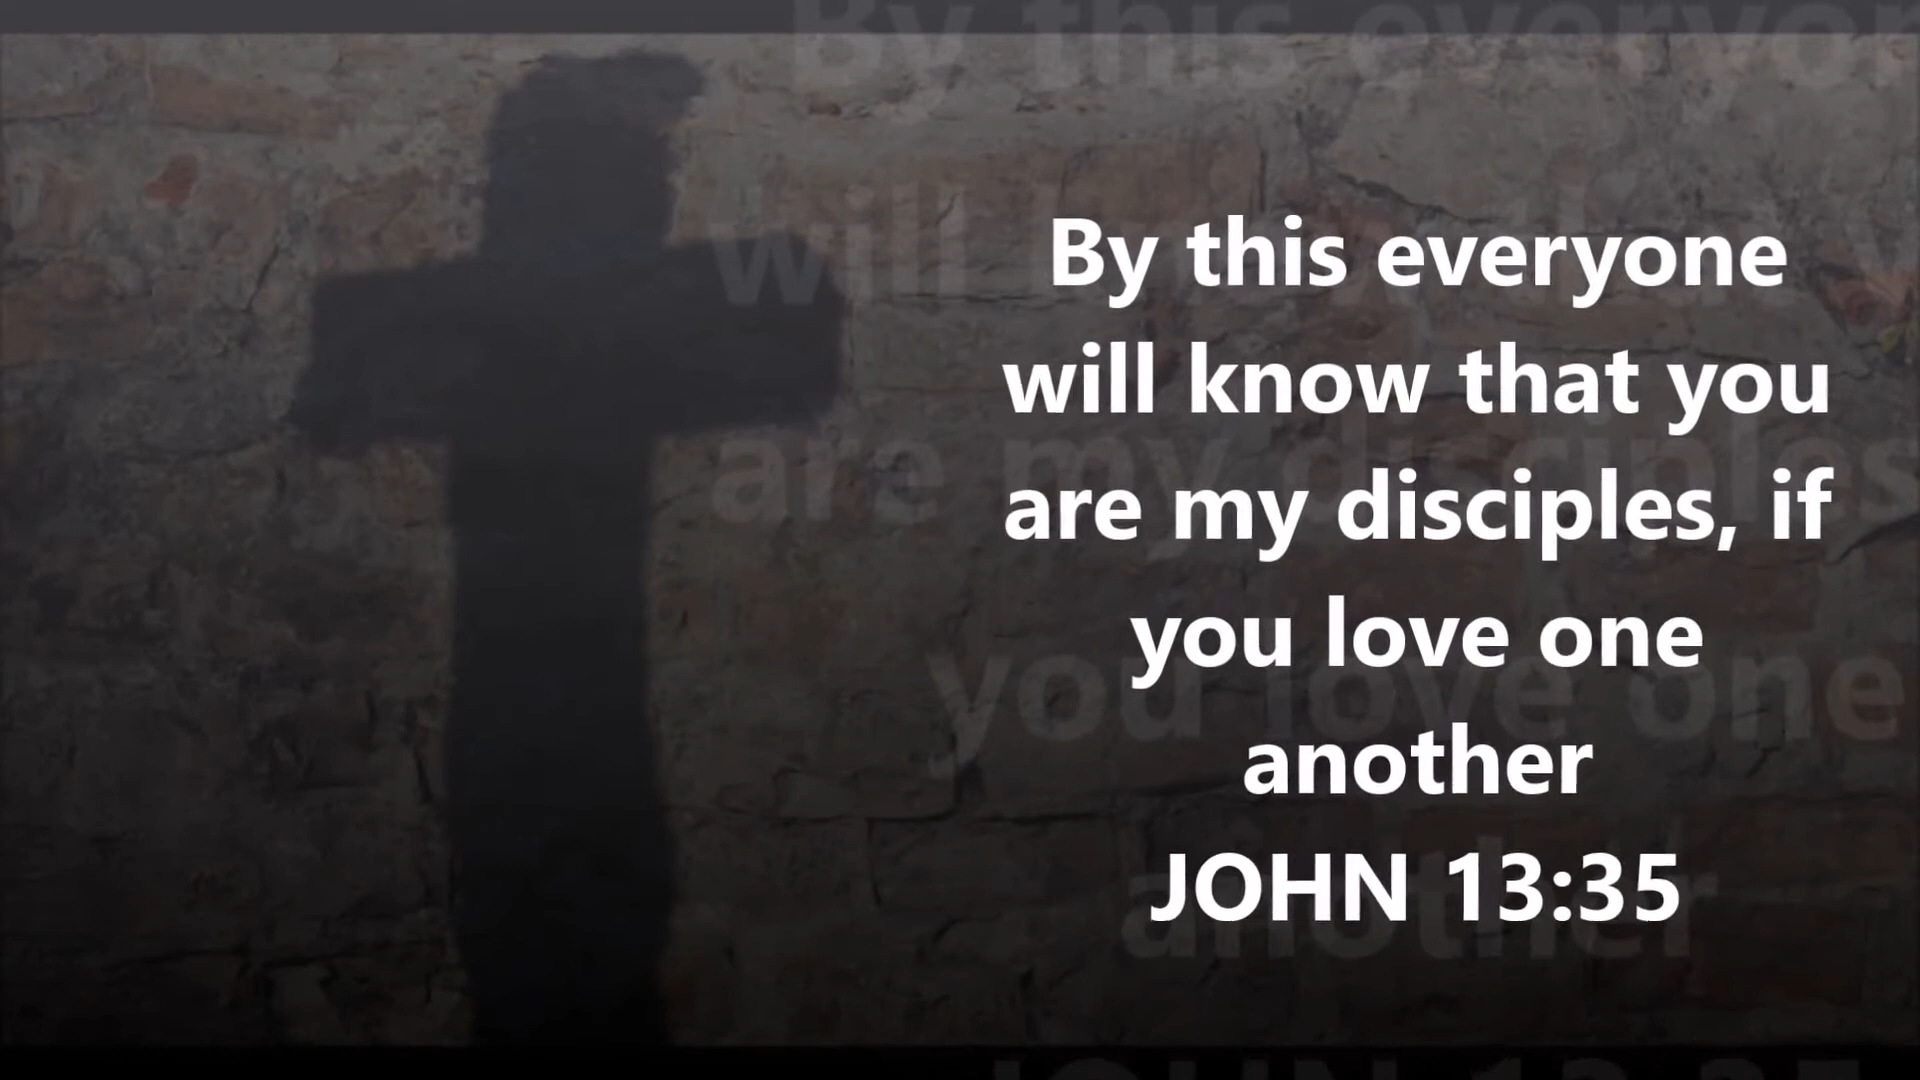 By this everyone
will know that you
are my disciples, if
you love one
another
JOHN 13:35